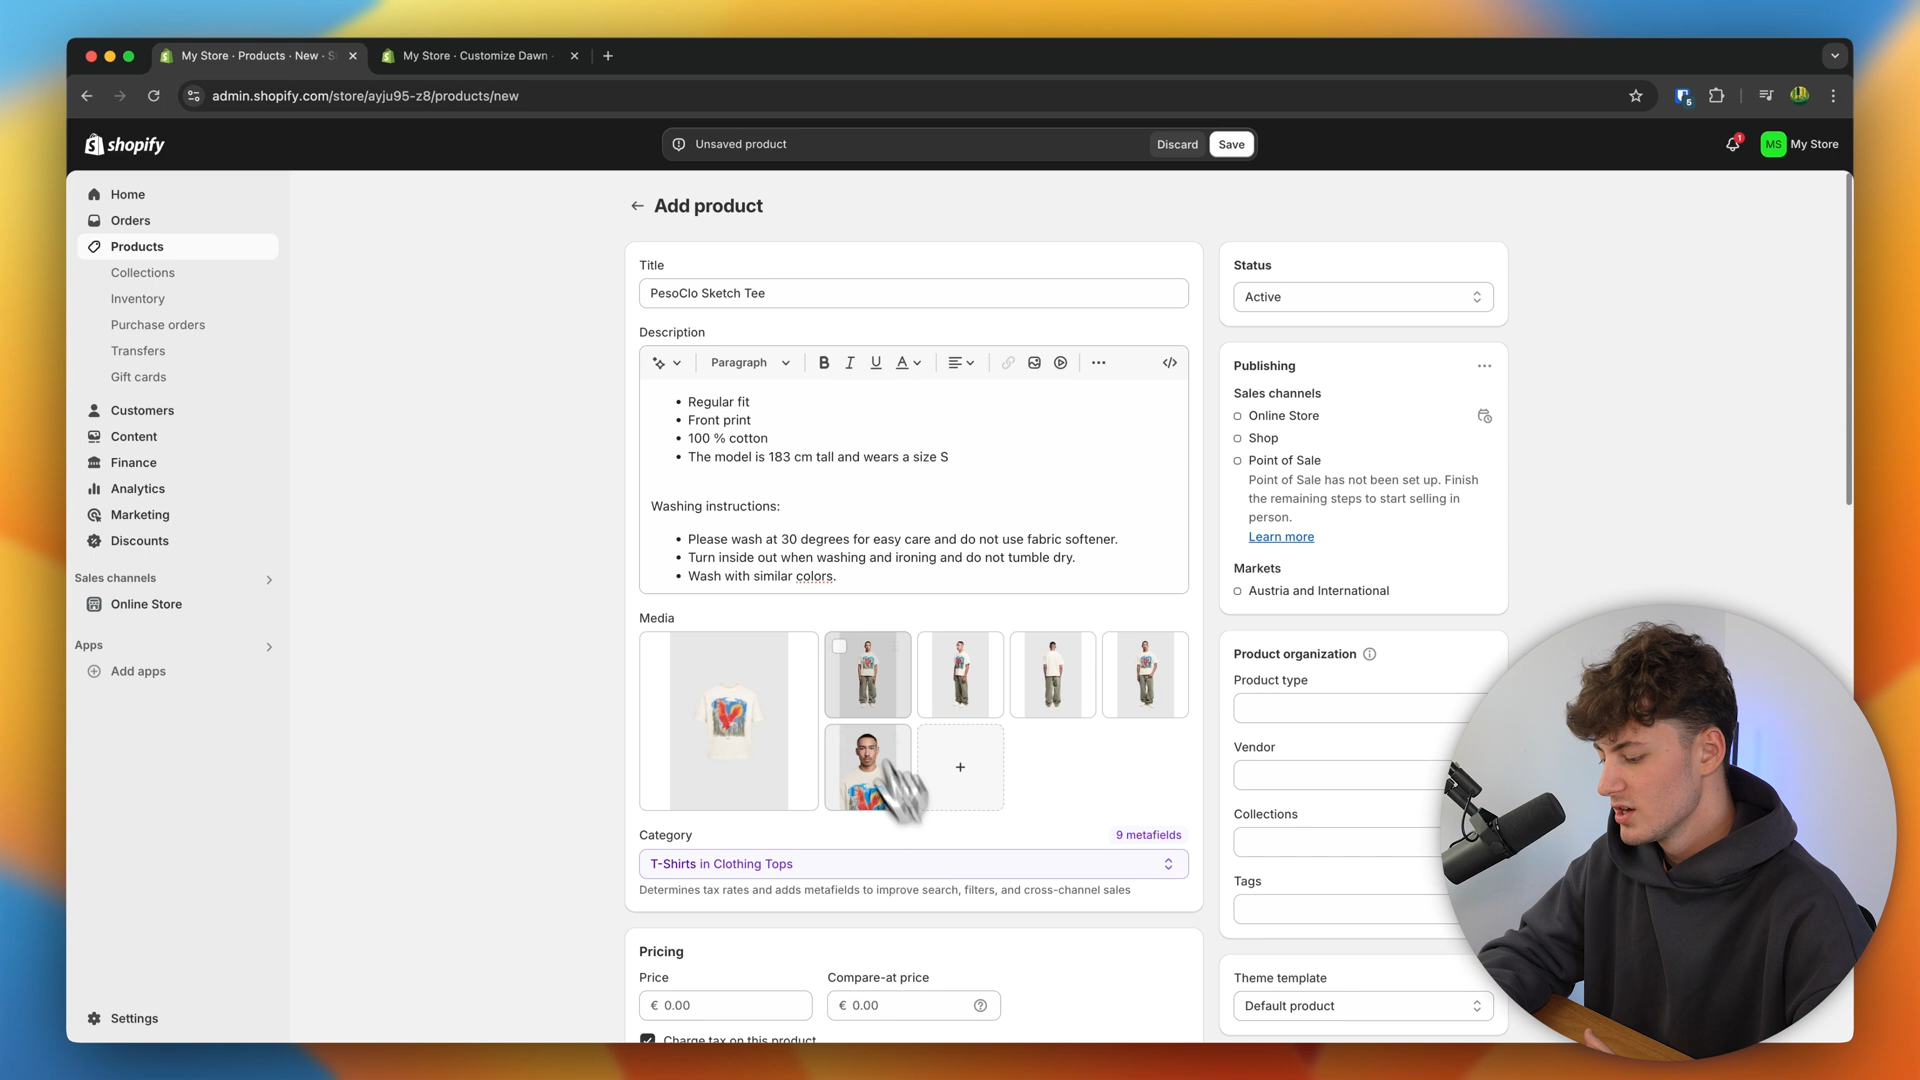 My Store · Products · New · S
My Store · Customize Dawn ·
admin.shopify.com/store/ayju95-z8/products/new
5
shopify
Unsaved product
Discard
Save
1
MS
My Store
Home
Orders
Products
Collections
Inventory
Purchase orders
Transfers
Gift cards
Customers
Content
Finance
Analytics
Marketing
Discounts
Sales channels
Online Store
Apps
Add apps
Settings
Add product
Title
PesoClo Sketch Tee
Description
Paragraph
B
I
U
A
Regular fit
Front print
100 % cotton
The model is 183 cm tall and wears a size S
Washing instructions:
Please wash at 30 degrees for easy care and do not use fabric softener.
Turn inside out when washing and ironing and do not tumble dry.
Wash with similar colors.
Media
Category
9 metafields
T-Shirts in Clothing Tops
Determines tax rates and adds metafields to improve search, filters, and cross-channel sales
Pricing
Price
Compare-at price
€ 0.00
€ 0.00
Charge tax on this product
Status
Active
Publishing
Sales channels
Online Store
Shop
Point of Sale
Point of Sale has not been set up. Finish
the remaining steps to start selling in
person.
Learn more
Markets
Austria and International
Product organization
Product type
Vendor
Collections
Tags
Theme template
Default product